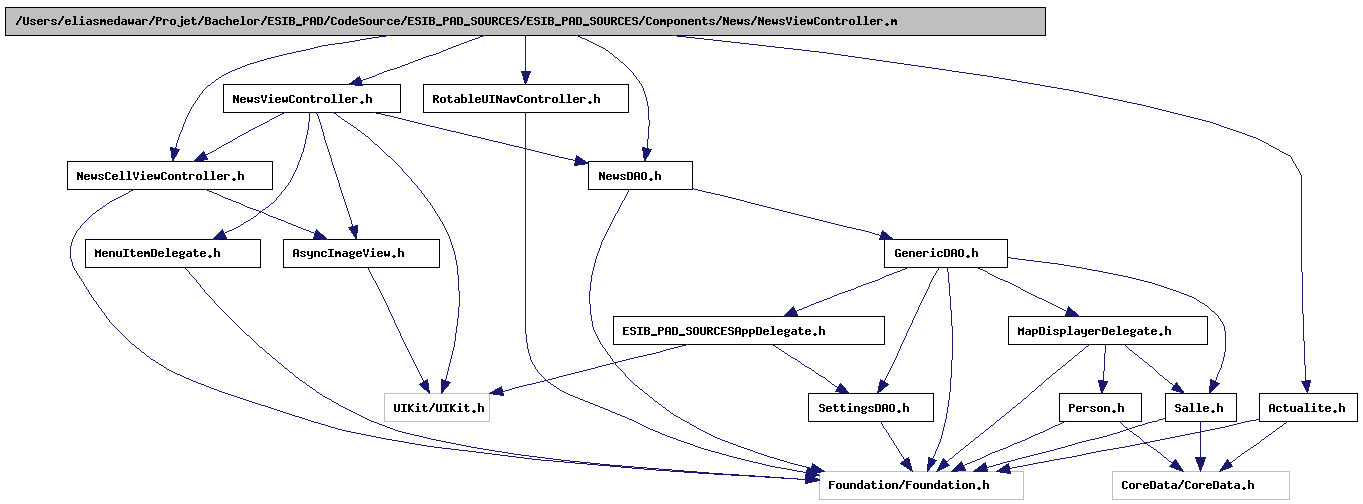 /Users/eliasmedawar/Projet/Bachelor/ESIB_PAD/CodeSource/ESIB_PAD_SOURCES/ESIB_PAD_SOURCES/Components/News/NewsViewController.m
NewsViewController.h
RotableUINavController.h
NewsCellViewController.h
NewsDAO.h
MenuItemDelegate.h
AsyncImageView.h
GenericDAO.h
ESIB_PAD_SOURCESAppDelegate.h
MapDisplayerDelegate.h
UIKit/UIKit.h
SettingsDAO.h
Person.h
Salle.h
Actualite.h
Foundation/Foundation.h
CoreData/CoreData.h